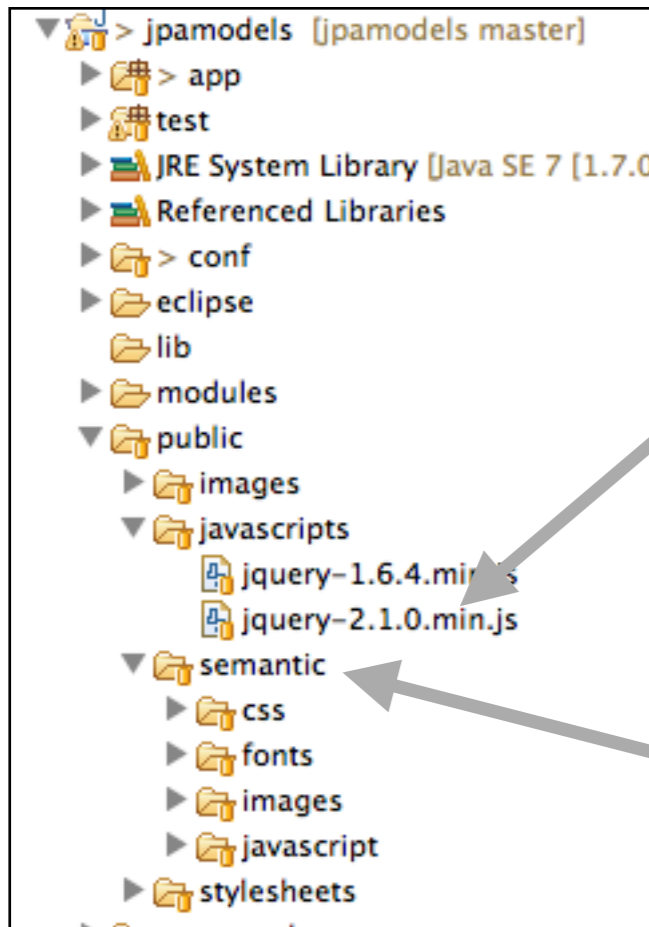 > jpamodels [jpamodels master]
> app
test
JRE System Library [Java SE 7 [1.7.0
Referenced Libraries
> conf
eclipse
lib
modules
public
images
javascripts
jquery-1.6.4.min.js
jquery-2.1.0.min.js
semantic
css
fonts
images
javascript
stylesheets